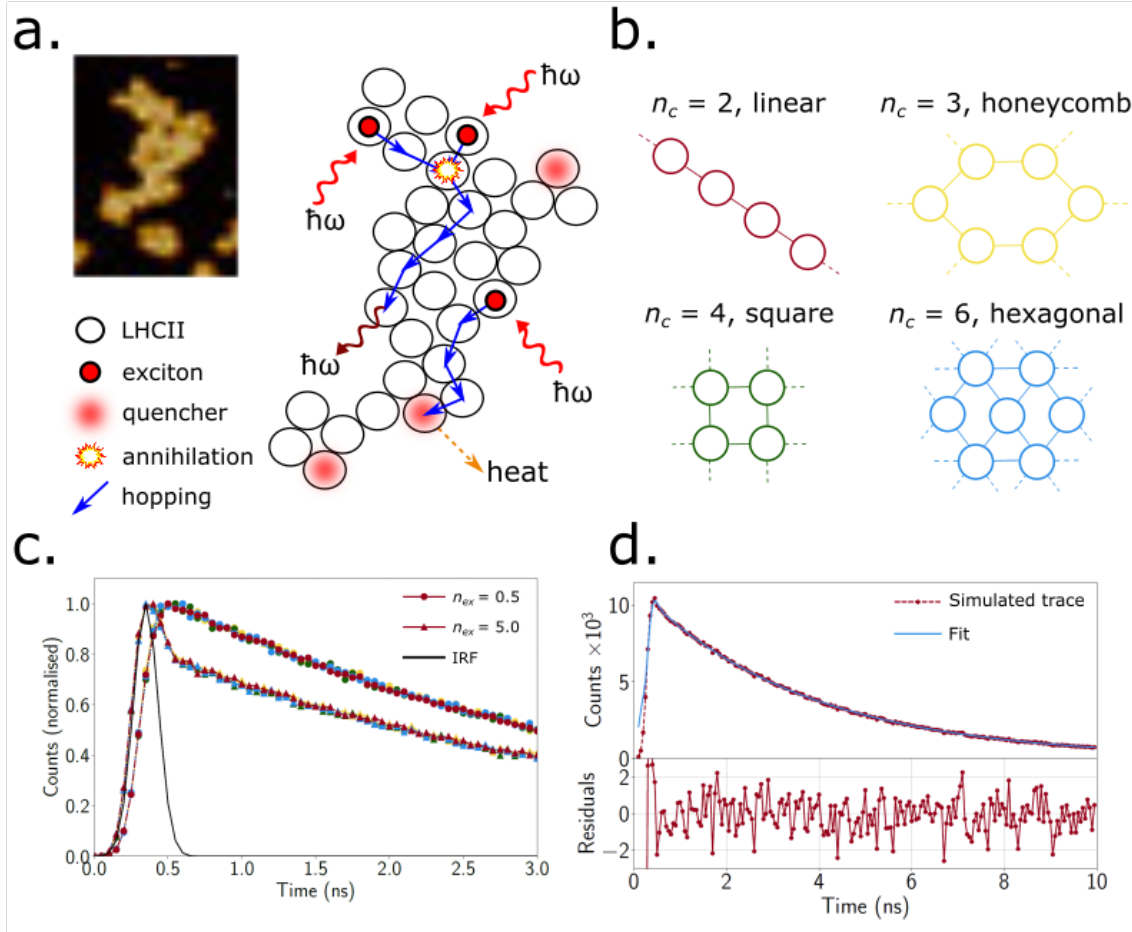 a.
ħω
ħω
ħω
ħω
heat
LHCII
exciton
quencher
annihilation
hopping
b.
n_c = 2, linear
n_c = 3, honeycomb
n_c = 4, square
n_c = 6, hexagonal
c.
Counts (normalised)
1.0
0.8
0.6
0.4
0.2
0.0
0.0 0.5 1.0 1.5 2.0 2.5 3.0
Time (ns)
n_ex = 0.5
n_ex = 5.0
IRF
d.
Counts ×10³
10
5
0
Simulated trace
Fit
Residuals
2
0
−2
0 2 4 6 8 10
Time (ns)